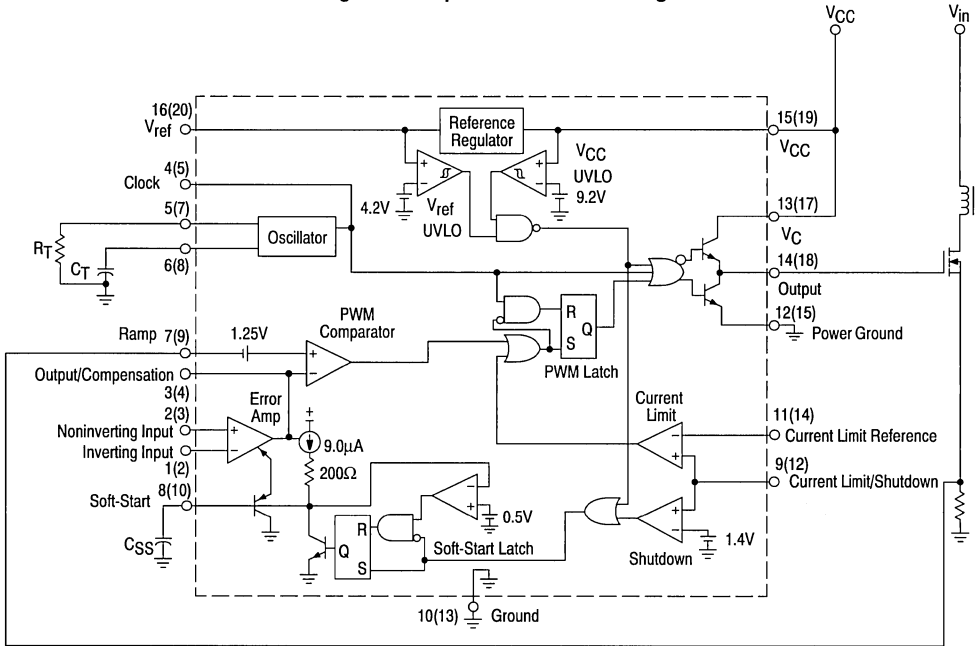 VCC
Vin
16(20)
Vref
Reference
Regulator
15(19)
VCC
4(5)
Clock
4.2V
Vref
UVLO
VCC
UVLO
9.2V
13(17)
VC
5(7)
RT
CT
6(8)
Oscillator
14(18)
Output
12(15)
Power Ground
Ramp 7(9)
1.25V
PWM
Comparator
R
Q
S
PWM Latch
Output/Compensation
3(4)
Error
Amp
Current
Limit
2(3)
Noninverting Input
Inverting Input
1(2)
+
9.0µA
200Ω
11(14)
Current Limit Reference
9(12)
Current Limit/Shutdown
Soft-Start
8(10)
CSS
0.5V
R
Q
S
Soft-Start Latch
1.4V
Shutdown
10(13)
Ground